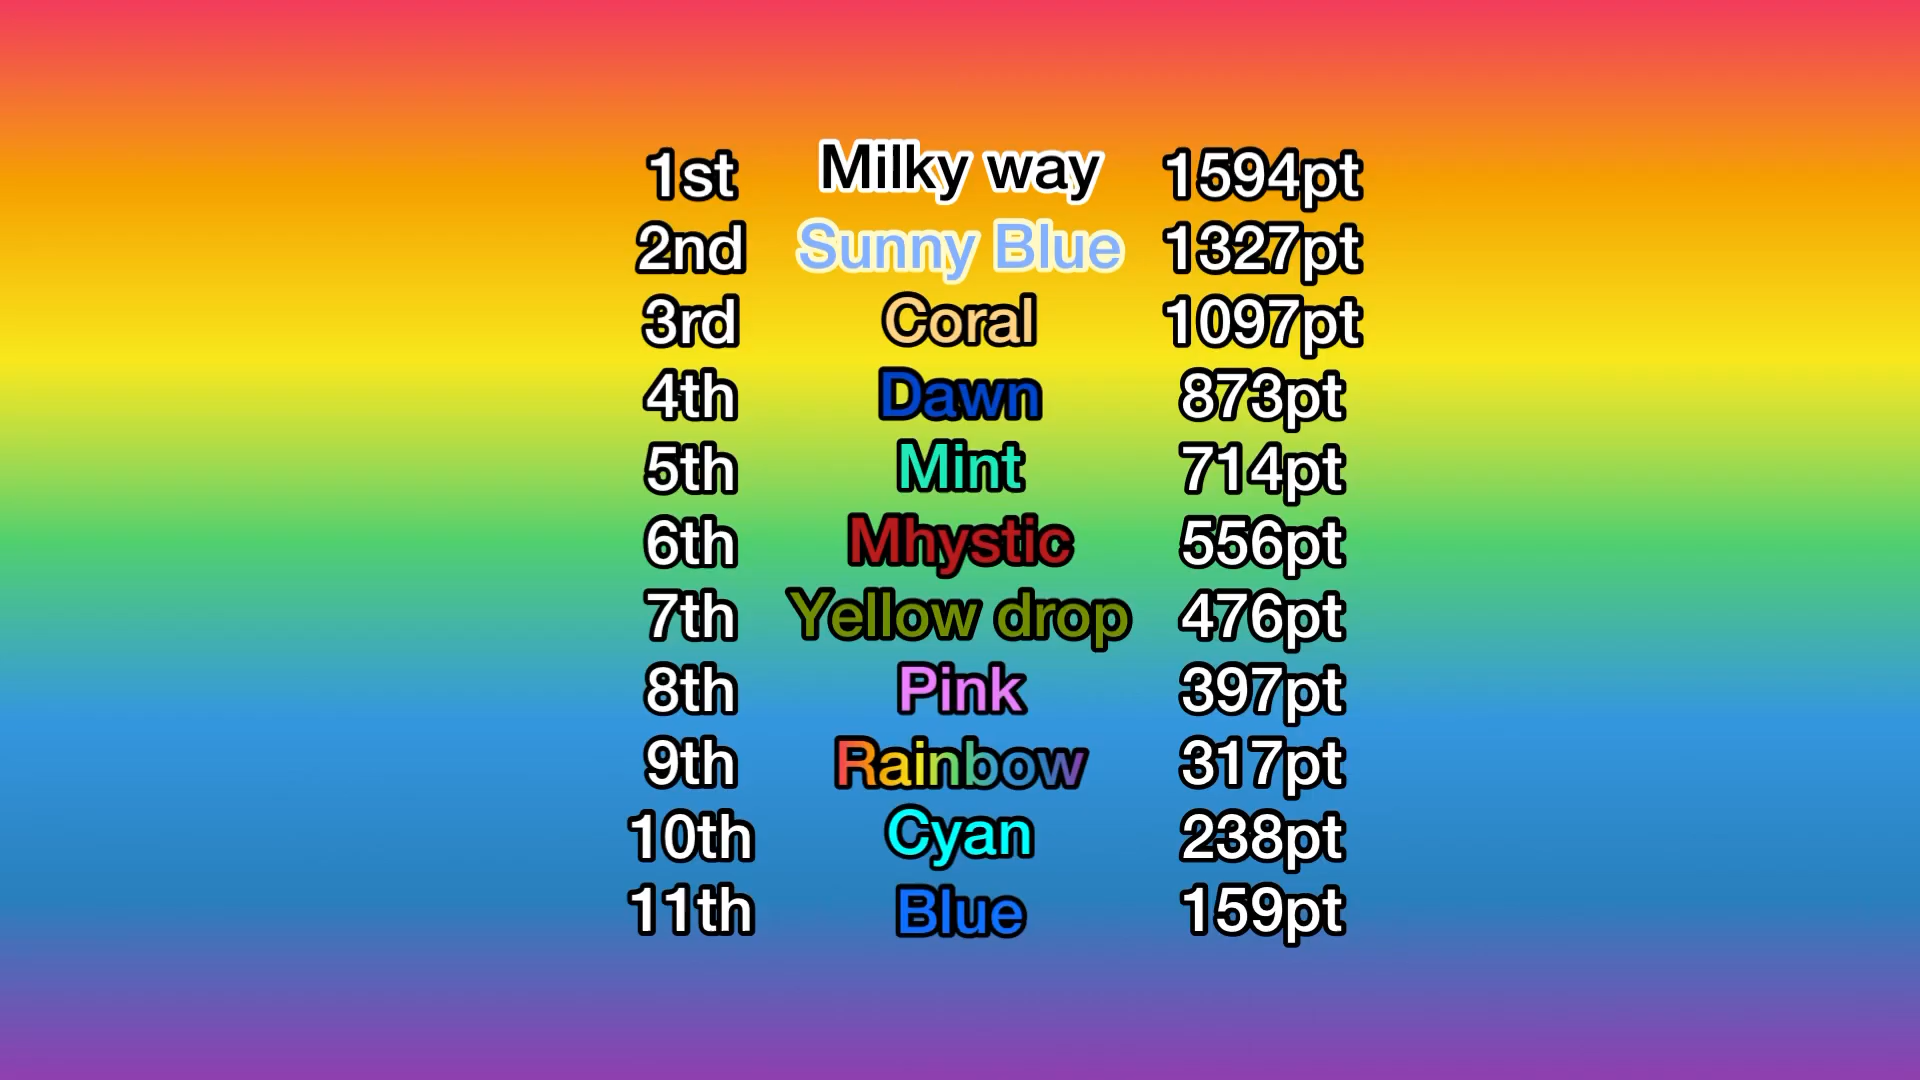 1st Milky way 1594pt
2nd Sunny Blue 1327pt
3rd Coral 1097pt
4th Dawn 873pt
5th Mint 714pt
6th Mhystic 556pt
7th Yellow drop 476pt
8th Pink 397pt
9th Rainbow 317pt
10th Cyan 238pt
11th Blue 159pt